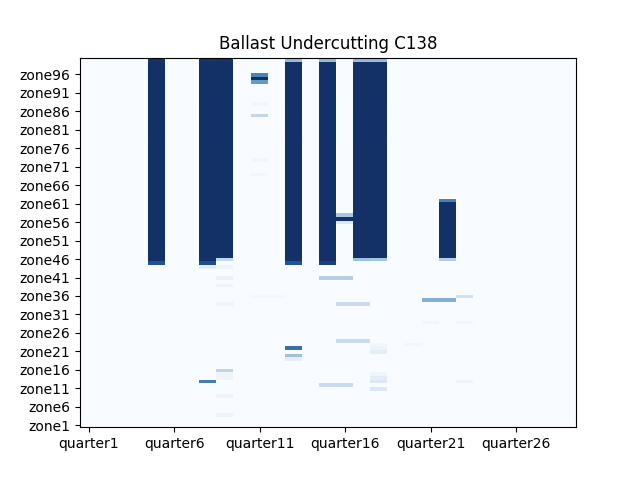 Ballast Undercutting C138
zone96
zone91
zone86
zone81
zone76
zone71
zone66
zone61
zone56
zone51
zone46
zone41
zone36
zone31
zone26
zone21
zone16
zone11
zone6
zone1
quarter1 quarter6 quarter11 quarter16 quarter21 quarter26